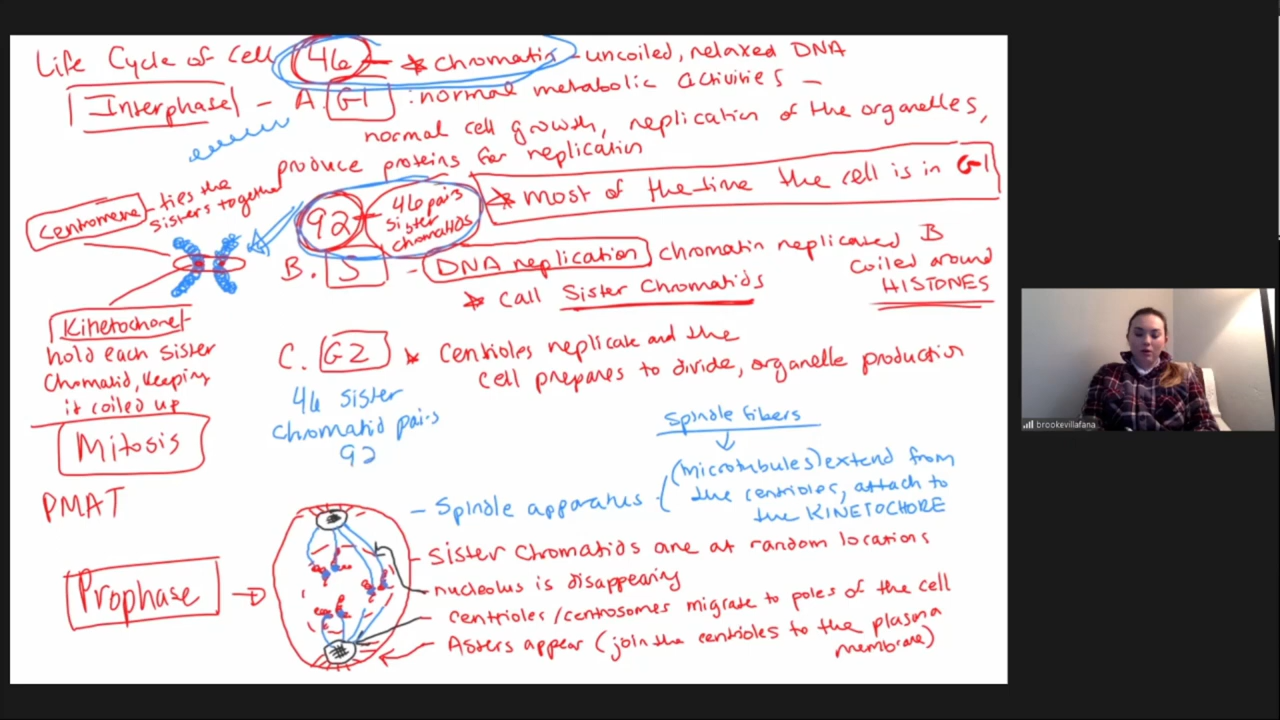 Life Cycle of cell 46 - * chromatin - uncoiled, relaxed DNA
Interphase - A. G1 : normal metabolic activities -
normal cell growth, replication of the organelles,
produce proteins for replication
* most of the time the cell is in G1
Centromere - ties the
sisters together
92 - 46 pairs
sister
chromatids
B. S - DNA replication chromatin replicated B
coiled around
HISTONES
* call Sister Chromatids
Kinetochore -
hold each sister
chromatid, keeping
it coiled up
C. G2 * Centrioles replicate and the
cell prepares to divide, organelle production
46 sister
chromatid pairs
92
Mitosis
PMAT
Spindle fibers
- Spindle apparatus - (microtubules) extend from
the centrioles, attach to
the KINETOCHORE
Prophase
- sister chromatids are at random locations
- nucleolus is disappearing
- centrioles/centrosomes migrate to poles of the cell
- Asters appear (join the centrioles to the plasma
membrane)
brookevillafana